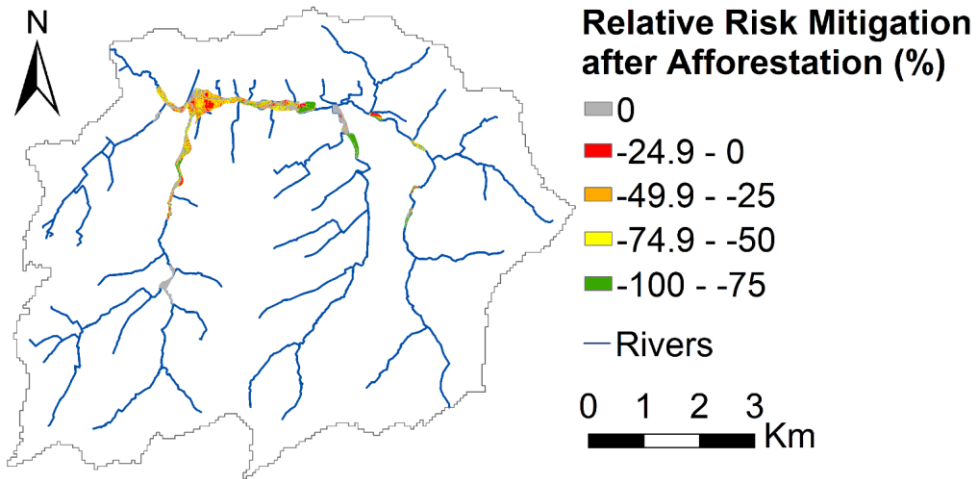 N
Relative Risk Mitigation
after Afforestation (%)
0
-24.9 - 0
-49.9 - -25
-74.9 - -50
-100 - -75
Rivers
0 1 2 3
Km